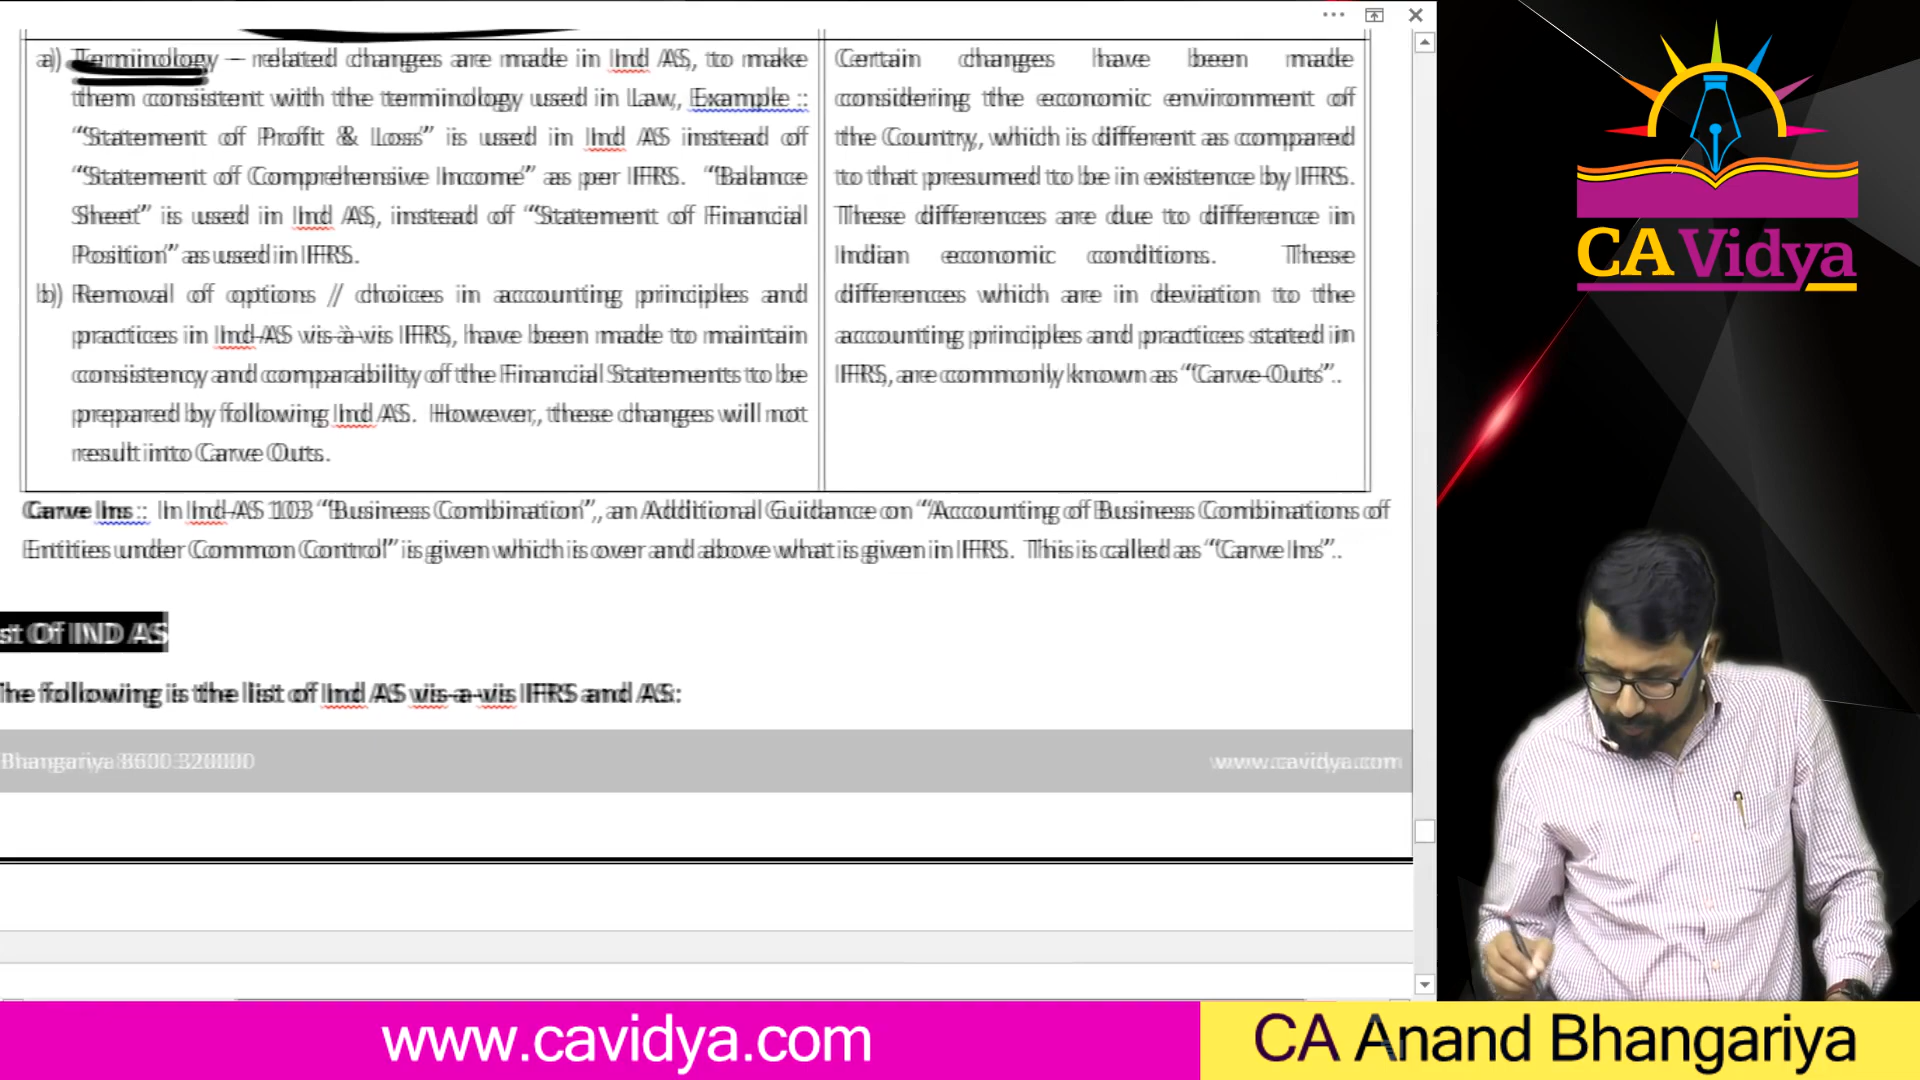 a) Terminology – related changes are made in Ind AS, to make
them consistent with the terminology used in Law, Example :
“Statement of Profit & Loss” is used in Ind AS instead of
“Statement of Comprehensive Income” as per IFRS. “Balance
Sheet” is used in Ind AS, instead of “Statement of Financial
Position” as used in IFRS.
b) Removal of options / choices in accounting principles and
practices in Ind-AS vis-à-vis IFRS, have been made to maintain
consistency and comparability of the Financial Statements to be
prepared by following Ind AS. However, these changes will not
result into Carve Outs.
Certain changes have been made
considering the economic environment of
the Country, which is different as compared
to that presumed to be in existence by IFRS.
These differences are due to difference in
Indian economic conditions. These
differences which are in deviation to the
accounting principles and practices stated in
IFRS, are commonly known as “Carve-Outs”.
Carve Ins : In Ind-AS 103 “Business Combination”, an Additional Guidance on “Accounting of Business Combinations of
Entities under Common Control” is given which is over and above what is given in IFRS. This is called as “Carve Ins”.
st Of IND AS
he following is the list of Ind AS vis-a-vis IFRS and AS:
Bhangariya 8600 320000
www.cavidya.com
CA Vidya
www.cavidya.com
CA Anand Bhangariya